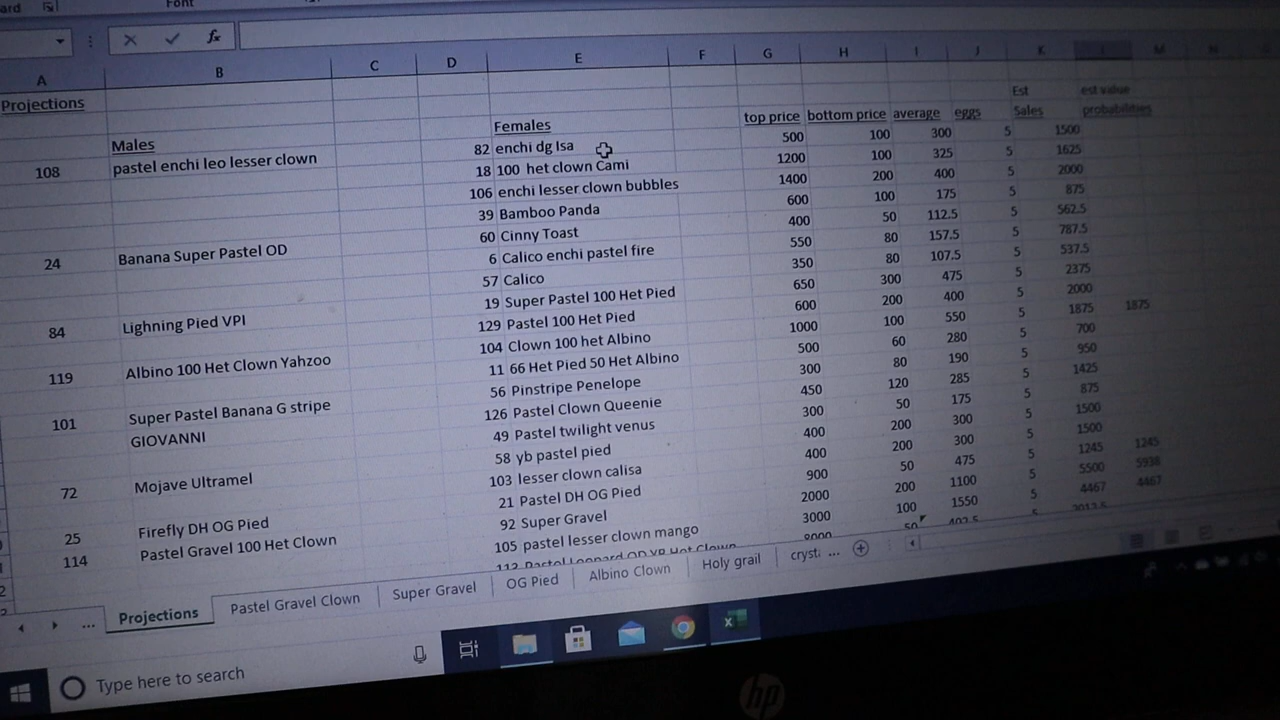 Font
fx
A B C D E F G H I J K L M N
Projections
Est est value
Males Females top price bottom price average eggs Sales probabilities
108 pastel enchi leo lesser clown 82 enchi dg Isa 500 100 300 5 1500
18 100 het clown Cami 1200 100 325 5 1625
106 enchi lesser clown bubbles 1400 200 400 5 2000
39 Bamboo Panda 600 100 175 5 875
24 Banana Super Pastel OD 60 Cinny Toast 400 50 112.5 5 562.5
6 Calico enchi pastel fire 550 80 157.5 5 787.5
57 Calico 350 80 107.5 5 537.5
84 Lighning Pied VPI 19 Super Pastel 100 Het Pied 650 300 475 5 2375
129 Pastel 100 Het Pied 600 200 400 5 2000
119 Albino 100 Het Clown Yahzoo 104 Clown 100 het Albino 1000 100 550 5 1875 1875
11 66 Het Pied 50 Het Albino 500 60 280 5 700
101 Super Pastel Banana G stripe 56 Pinstripe Penelope 300 80 190 5 950
GIOVANNI 126 Pastel Clown Queenie 450 120 285 5 1425
49 Pastel twilight venus 300 50 175 5 875
72 Mojave Ultramel 58 yb pastel pied 400 200 300 5 1500
103 lesser clown calisa 400 200 300 5 1500
25 Firefly DH OG Pied 21 Pastel DH OG Pied 900 50 475 5 1245 1245
114 Pastel Gravel 100 Het Clown 92 Super Gravel 2000 200 1100 5 5500 5938
105 pastel lesser clown mango 3000 100 1550 5 4467 4467
Projections Pastel Gravel Clown Super Gravel OG Pied Albino Clown Holy grail crysta ...
Type here to search
hp